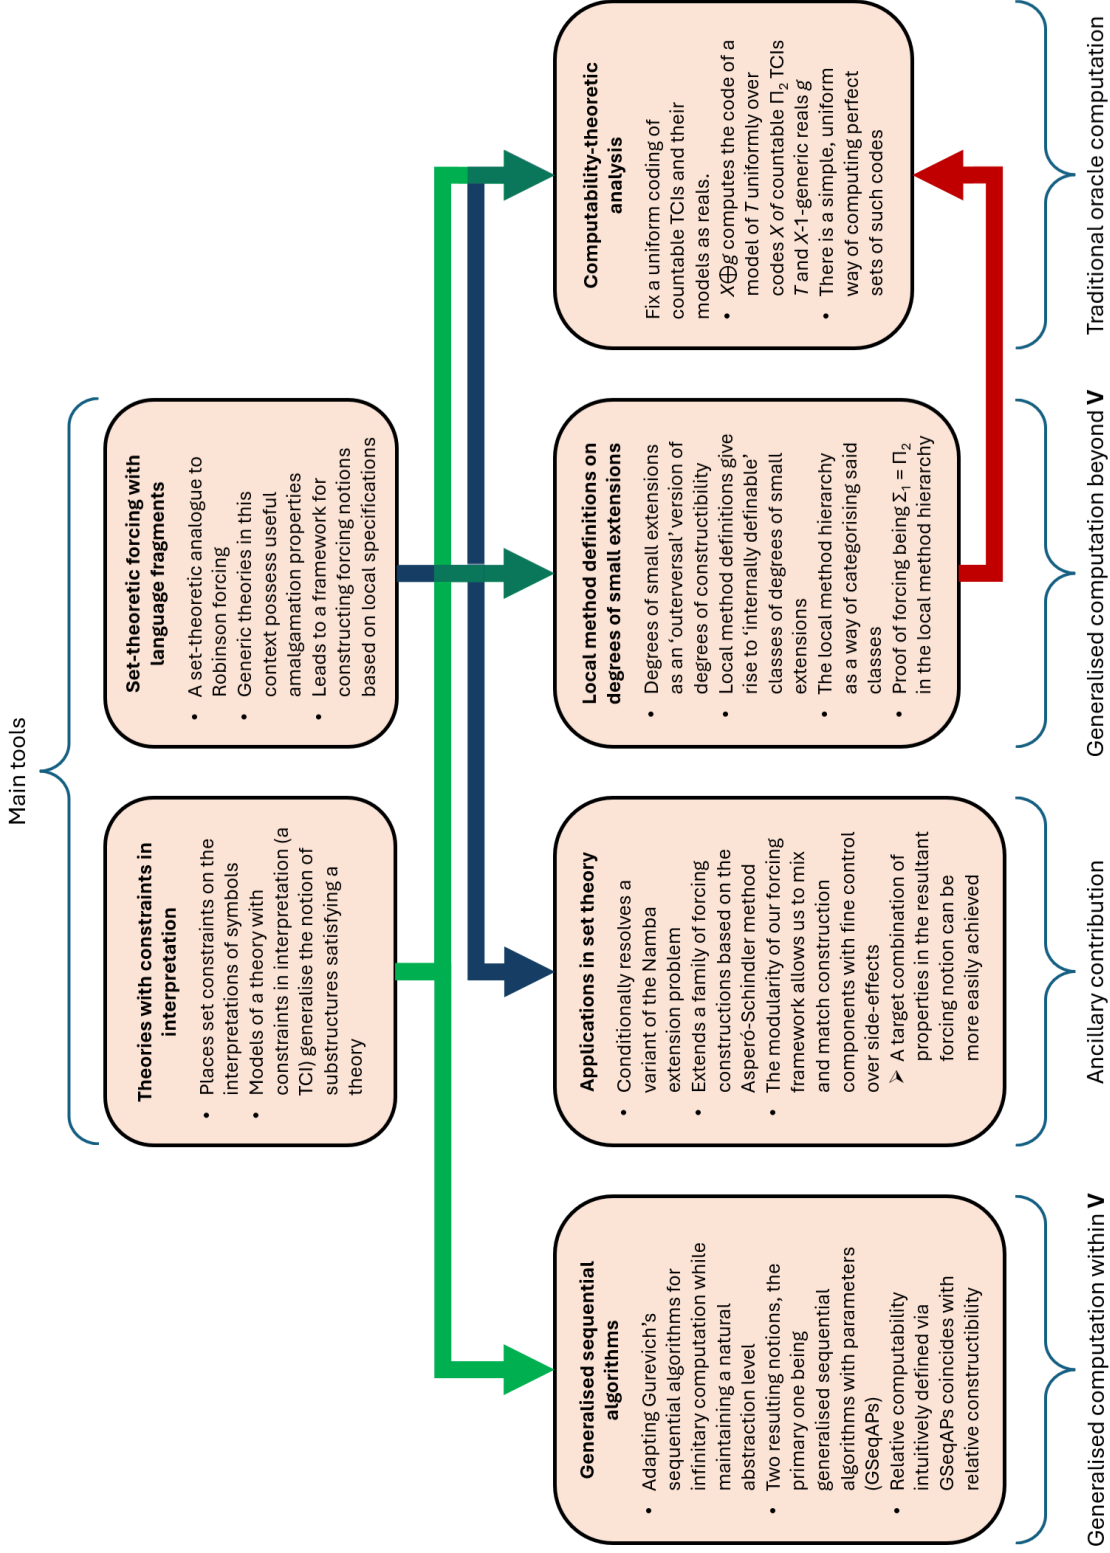 Main tools
Theories with constraints in
interpretation
• Places set constraints on the
interpretations of symbols
• Models of a theory with
constraints in interpretation (a
TCI) generalise the notion of
substructures satisfying a
theory
Set-theoretic forcing with
language fragments
• A set-theoretic analogue to
Robinson forcing
• Generic theories in this
context possess useful
amalgamation properties
• Leads to a framework for
constructing forcing notions
based on local specifications
Generalised sequential
algorithms
• Adapting Gurevich’s
sequential algorithms for
infinitary computation while
maintaining a natural
abstraction level
• Two resulting notions, the
primary one being
generalised sequential
algorithms with parameters
(GSeqAPs)
• Relative computability
intuitively defined via
GSeqAPs coincides with
relative constructibility
Applications in set theory
• Conditionally resolves a
variant of the Namba
extension problem
• Extends a family of forcing
constructions based on the
Asperó-Schindler method
• The modularity of our forcing
framework allows us to mix
and match construction
components with fine control
over side-effects
➢ A target combination of
properties in the resultant
forcing notion can be
more easily achieved
Local method definitions on
degrees of small extensions
• Degrees of small extensions
as an ‘outerversal’ version of
degrees of constructibility
• Local method definitions give
rise to ‘internally definable’
classes of degrees of small
extensions
• The local method hierarchy
as a way of categorising said
classes
• Proof of forcing being Σ₁ = Π₂
in the local method hierarchy
Computability-theoretic
analysis
Fix a uniform coding of
countable TCIs and their
models as reals.
• X⊕g computes the code of a
model of T uniformly over
codes X of countable Π₂ TCIs
T and X-1-generic reals g
• There is a simple, uniform
way of computing perfect
sets of such codes
Generalised computation within V
Ancillary contribution
Generalised computation beyond V
Traditional oracle computation